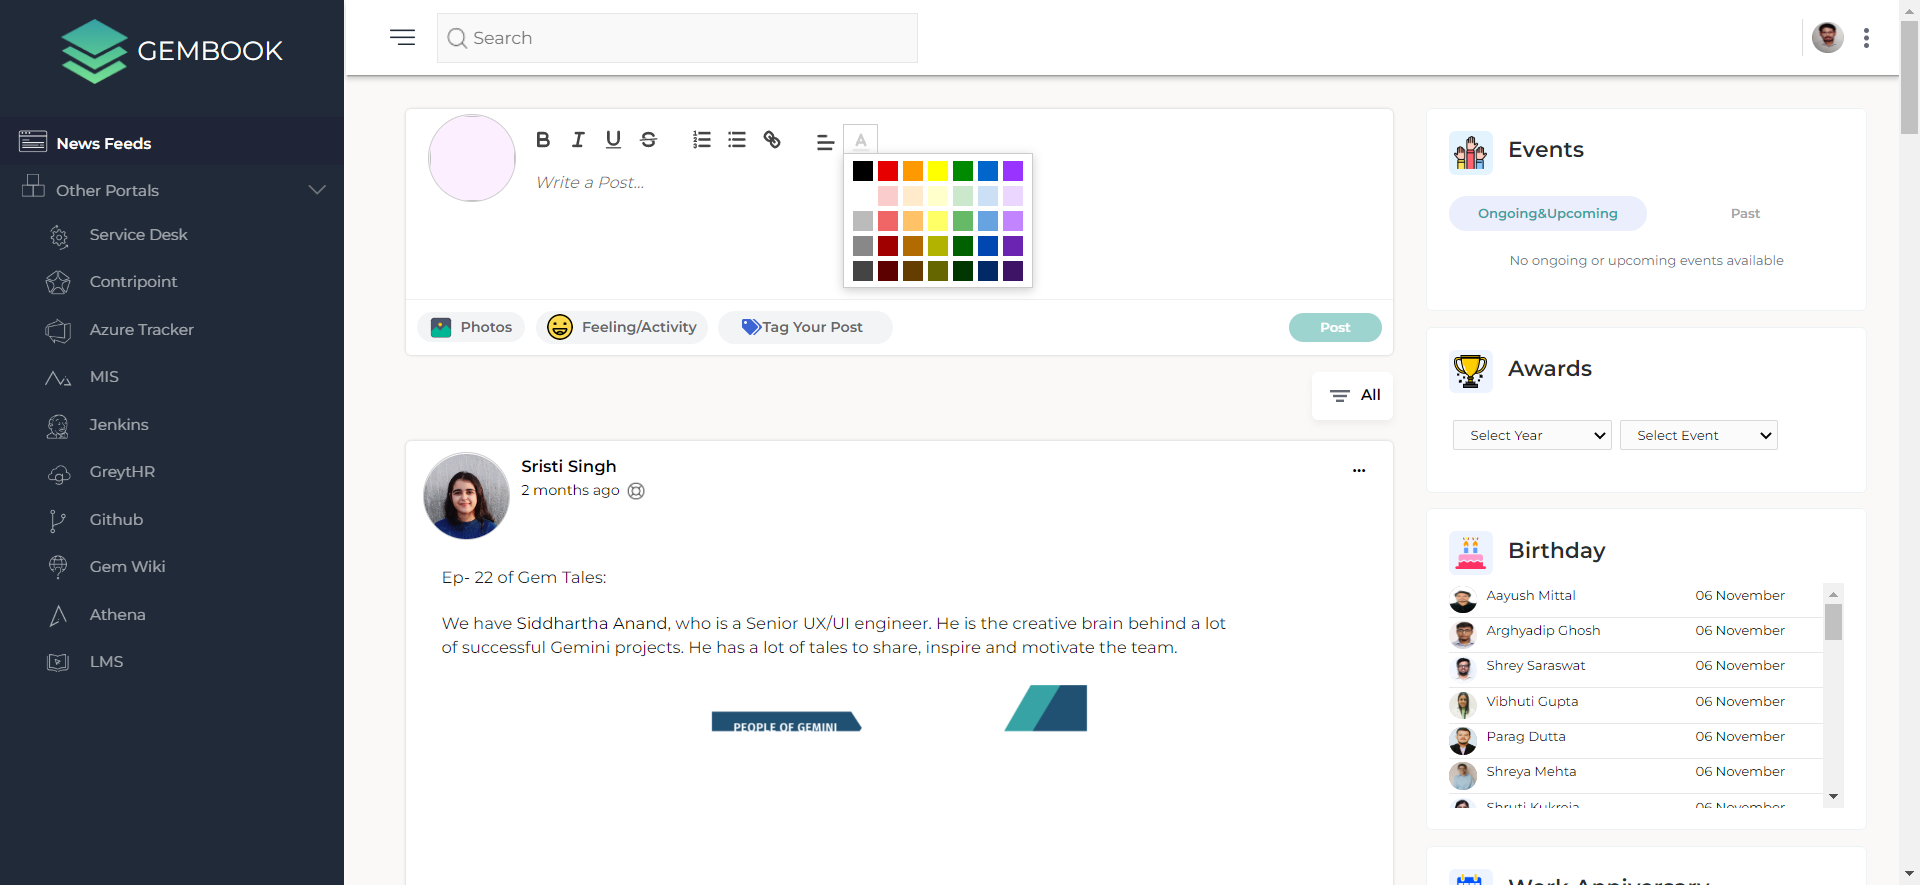 GEMBOOK
News Feeds
Other Portals
Service Desk
Contripoint
Azure Tracker
MIS
Jenkins
GreytHR
Github
Gem Wiki
Athena
LMS
Search
B I U S A
Write a Post...
Photos
Feeling/Activity
Tag Your Post
Post
All
Sristi Singh
2 months ago
Ep- 22 of Gem Tales:
We have Siddhartha Anand, who is a Senior UX/UI engineer. He is the creative brain behind a lot
of successful Gemini projects. He has a lot of tales to share, inspire and motivate the team.
PEOPLE OF GEMINI
Events
Ongoing&Upcoming Past
No ongoing or upcoming events available
Awards
Select Year Select Event
Birthday
Aayush Mittal 06 November
Arghyadip Ghosh 06 November
Shrey Saraswat 06 November
Vibhuti Gupta 06 November
Parag Dutta 06 November
Shreya Mehta 06 November
Shruti Kukreja 06 November
Work Anniversary